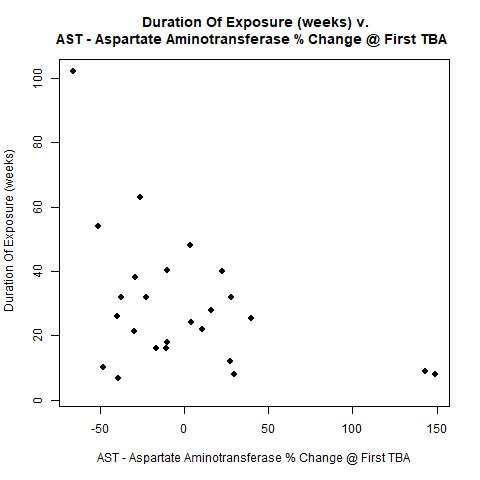 Duration Of Exposure (weeks) v.
AST - Aspartate Aminotransferase % Change @ First TBA
Duration Of Exposure (weeks)
100
80
60
40
20
0
-50
0
50
100
150
AST - Aspartate Aminotransferase % Change @ First TBA